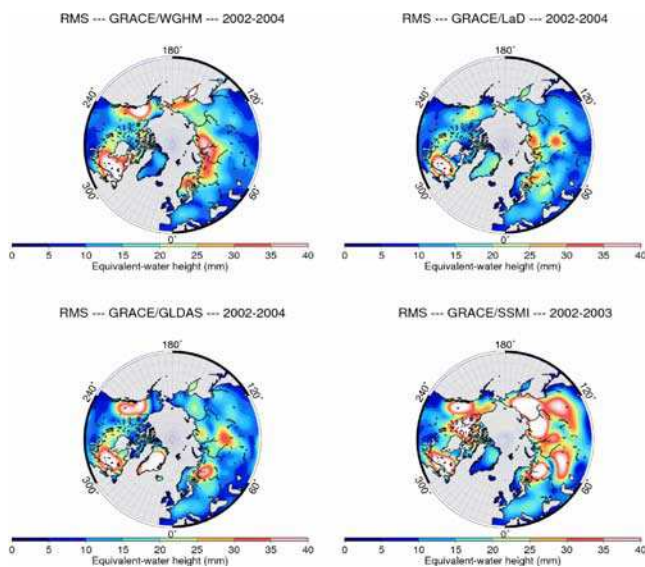 RMS --- GRACE/WGHM --- 2002-2004
180˚
240˚
120˚
300˚
60˚
0˚
0 5 10 15 20 25 30 35 40
Equivalent-water height (mm)
RMS --- GRACE/LaD --- 2002-2004
180˚
240˚
120˚
300˚
60˚
0˚
0 5 10 15 20 25 30 35 40
Equivalent-water height (mm)
RMS --- GRACE/GLDAS --- 2002-2004
180˚
240˚
120˚
300˚
60˚
0˚
0 5 10 15 20 25 30 35 40
Equivalent-water height (mm)
RMS --- GRACE/SSMI --- 2002-2003
180˚
240˚
120˚
300˚
60˚
0˚
0 5 10 15 20 25 30 35 40
Equivalent-water height (mm)